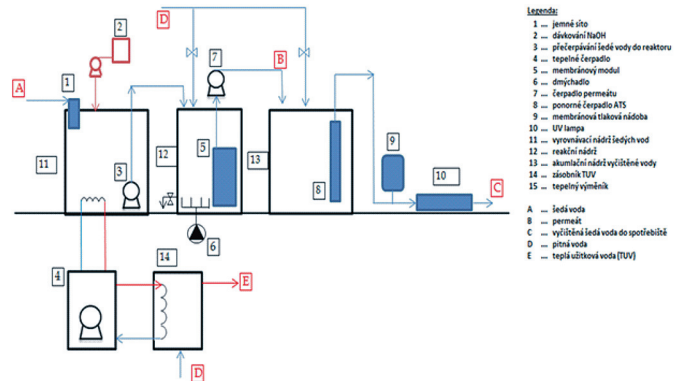 D
2
7
B
1
A
9
11
3
12
5
13
8
10
C
6
14
4
E
D
Legenda:
1 ... jemné síto
2 ... dávkování NaOH
3 ... přečerpávání šedé vody do reaktoru
4 ... tepelné čerpadlo
5 ... membránový modul
6 ... dmýchadlo
7 ... čerpadlo permeátu
8 ... ponorné čerpadlo ATS
9 ... membránová tlaková nádoba
10 ... UV lampa
11 ... vyrovnávací nádrž šedých vod
12 ... reakční nádrž
13 ... akumlační nádrž vyčištěné vody
14 ... zásobník TUV
15 ... tepelný výměník
A ... šedá voda
B ... permeát
C ... vyčištěná šedá voda do spotřebiště
D ... pitná voda
E ... teplá užitková voda (TUV)